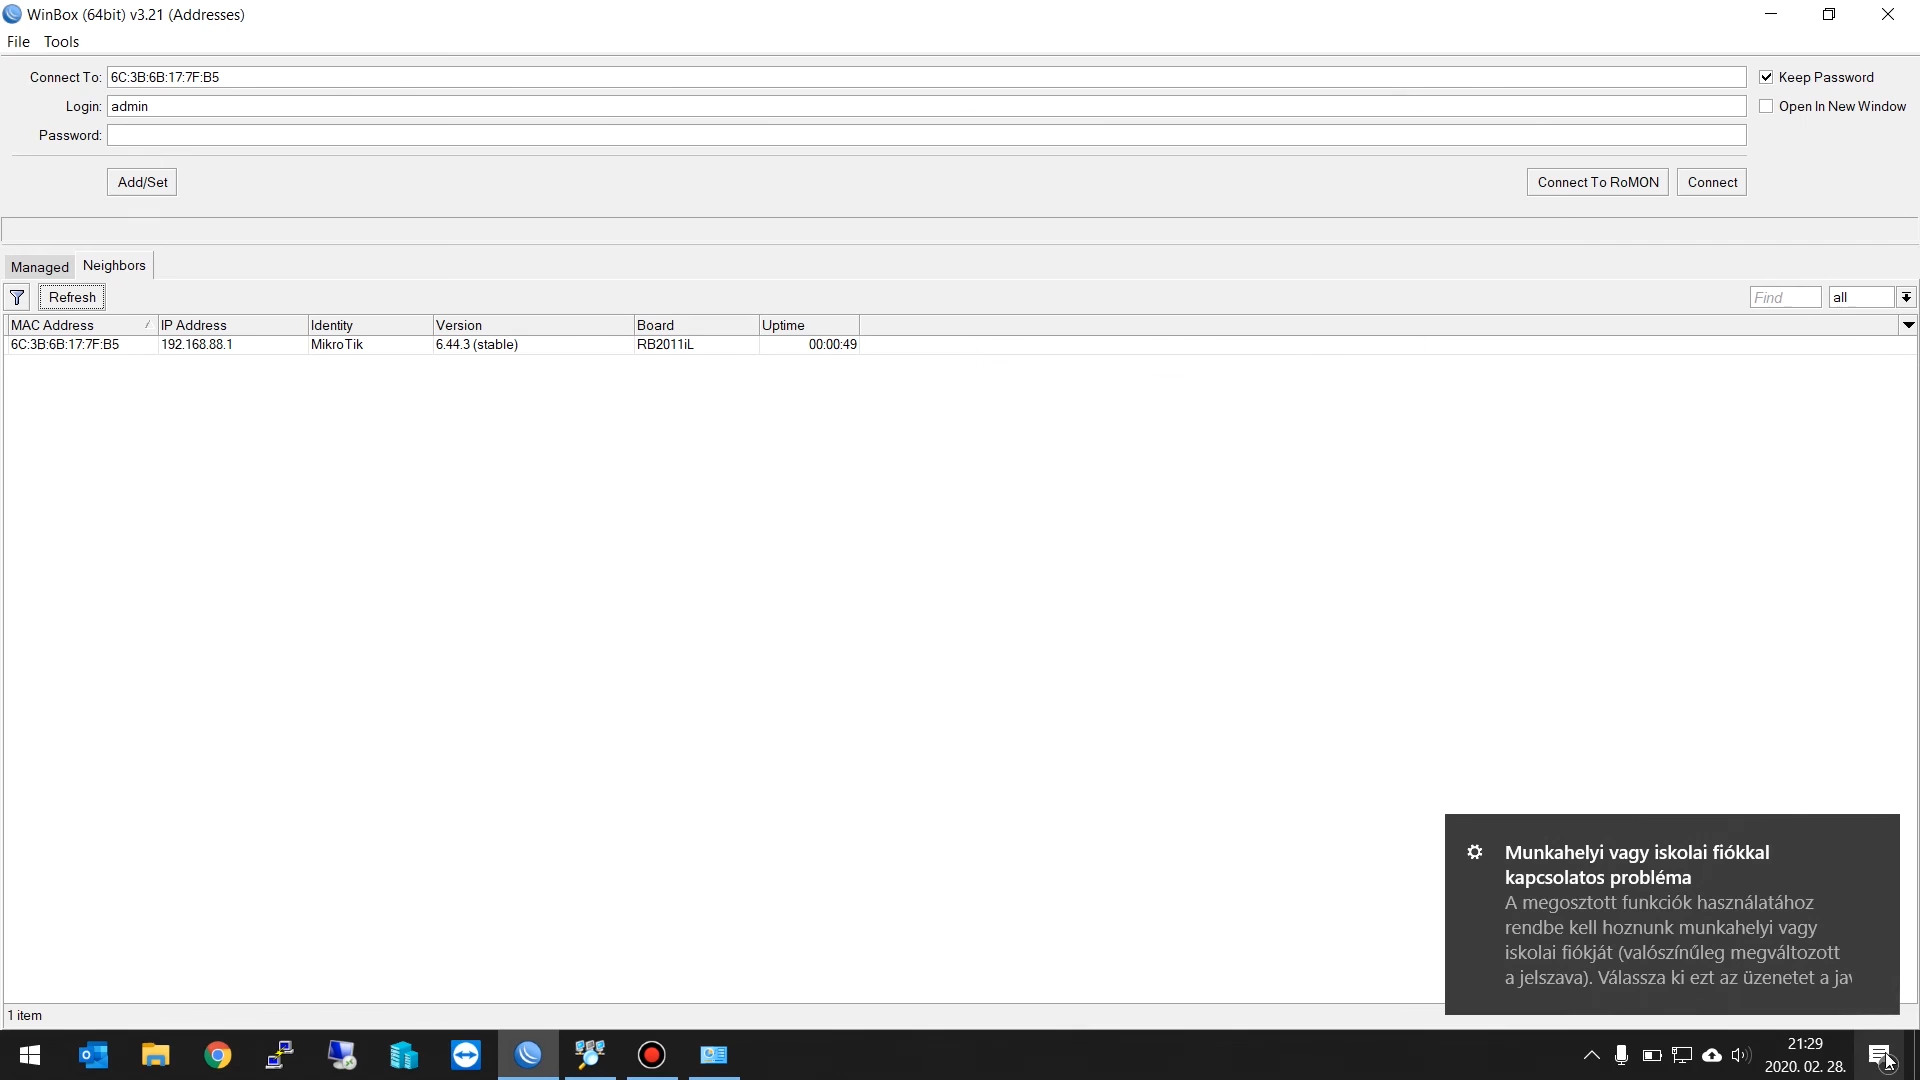 WinBox (64bit) v3.21 (Addresses)
File Tools
Connect To: 6C:3B:6B:17:7F:B5 Keep Password
Login: admin Open In New Window
Password:
Add/Set Connect To RoMON Connect
Managed Neighbors
Refresh Find all
MAC Address IP Address Identity Version Board Uptime
6C:3B:6B:17:7F:B5 192.168.88.1 MikroTik 6.44.3 (stable) RB2011iL 00:00:49
Munkahelyi vagy iskolai fiókkal
kapcsolatos probléma
A megosztott funkciók használatához
rendbe kell hoznunk munkahelyi vagy
iskolai fiókját (valószínűleg megváltozott
a jelszava). Válassza ki ezt az üzenetet a jav
1 item
21:29
2020. 02. 28.